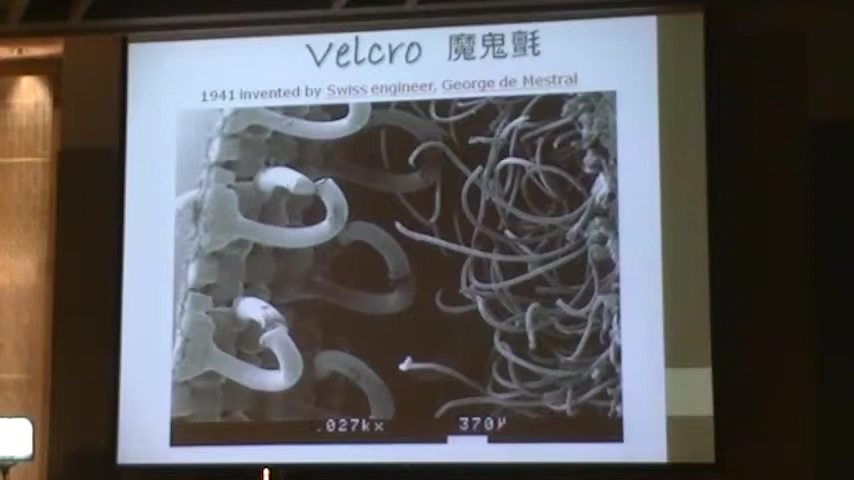 Velcro 魔鬼氈
1941 invented by Swiss engineer, George de Mestral
.027kx 370µ